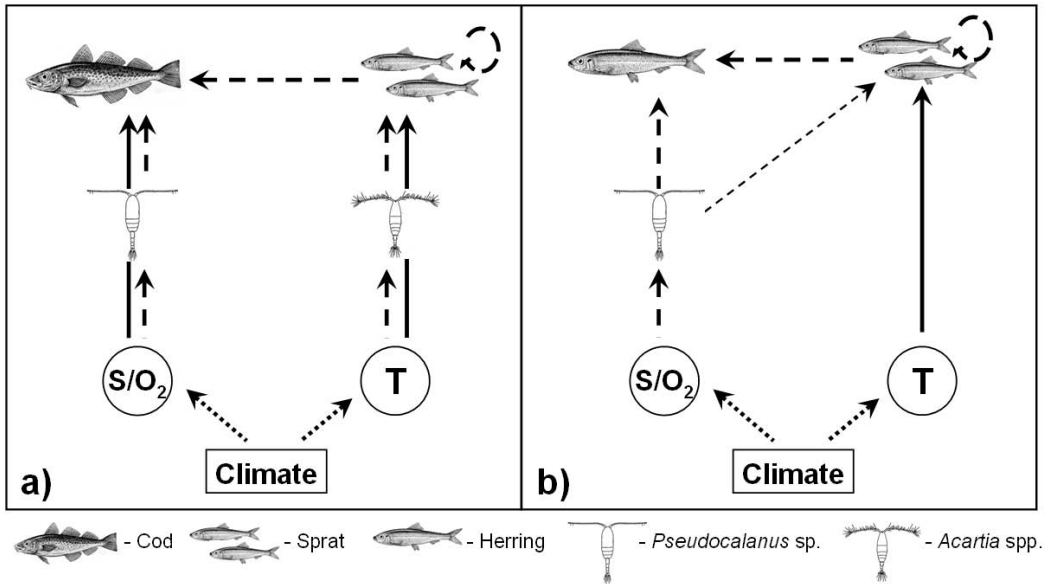 S/O2
T
Climate
a)
S/O2
T
Climate
b)
- Cod
- Sprat
- Herring
- Pseudocalanus sp.
- Acartia spp.